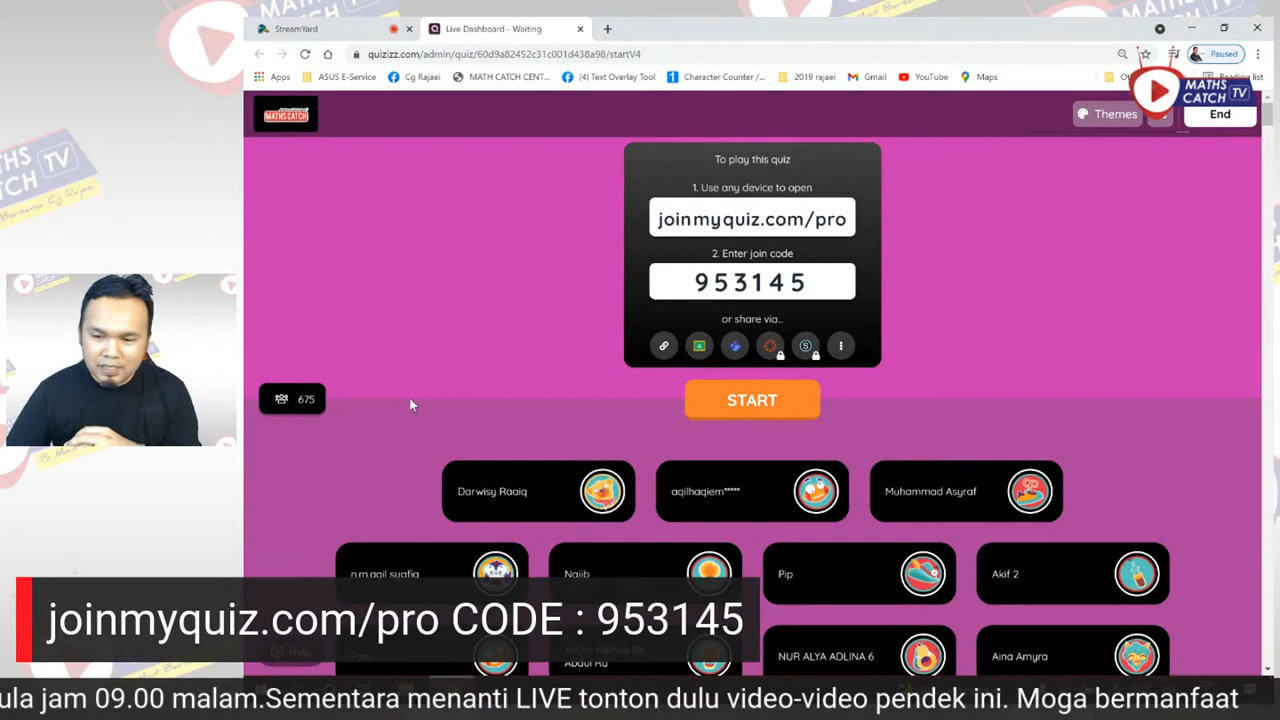 StreamYard
Live Dashboard - Waiting
quizizz.com/admin/quiz/60d9a82452c31c001d438a98/startV4
Paused
Apps
ASUS E-Service
Cg Rajaei
MATH CATCH CENT...
(4) Text Overlay Tool
Character Counter /...
2019 rajaei
Gmail
YouTube
Maps
Reading list
MATHS
CATCH TV
MATHS CATCH
Themes
End
To play this quiz
1. Use any device to open
joinmyquiz.com/pro
2. Enter join code
953145
or share via...
675
START
Darwisy Raaiq
aqilhaqiem*****
Muhammad Asyraf
n.m.aqil syafiq
Najib
Pip
Akif 2
joinmyquiz.com/pro CODE : 953145
Help
NUR ALYA ADLINA 6
Aina Amyra
ula jam 09.00 malam.Sementara menanti LIVE tonton dulu video-video pendek ini. Moga bermanfaat